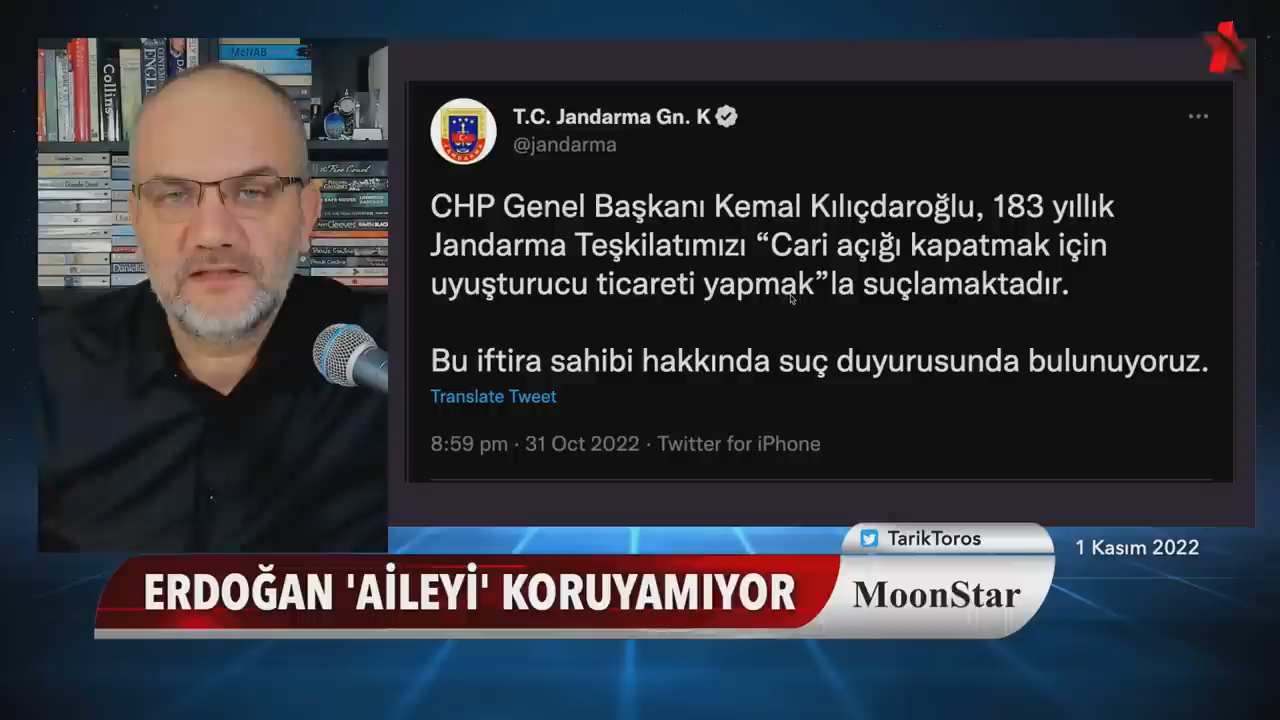 McNAB
Collins
T.C. Jandarma Gn. K
@jandarma
CHP Genel Başkanı Kemal Kılıçdaroğlu, 183 yıllık
Jandarma Teşkilatımızı “Cari açığı kapatmak için
uyuşturucu ticareti yapmak”la suçlamaktadır.
Bu iftira sahibi hakkında suç duyurusunda bulunuyoruz.
Translate Tweet
8:59 pm · 31 Oct 2022 · Twitter for iPhone
TarikToros
1 Kasım 2022
ERDOĞAN 'AİLEYİ' KORUYAMIYOR
MoonStar